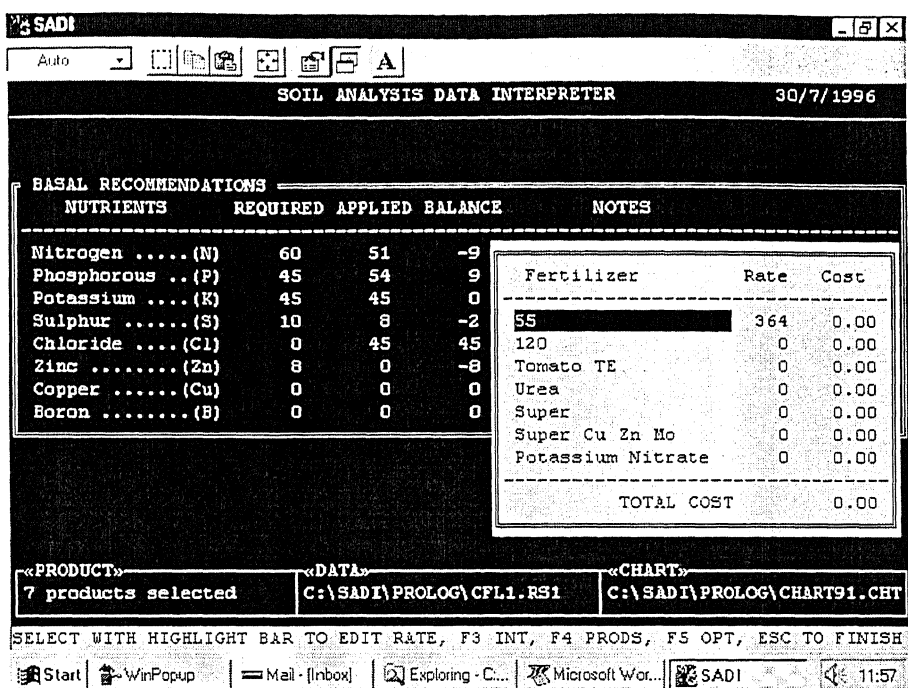 SADI
Auto
A
SOIL ANALYSIS DATA INTERPRETER 30/7/1996
BASAL RECOMMENDATIONS
NUTRIENTS REQUIRED APPLIED BALANCE NOTES
Nitrogen .....(N) 60 51 -9
Phosphorous ..(P) 45 54 9
Potassium ....(K) 45 45 0
Sulphur ......(S) 10 8 -2
Chloride ....(Cl) 0 45 45
Zinc ........(Zn) 8 0 -8
Copper ......(Cu) 0 0 0
Boron ........(B) 0 0 0
Fertilizer Rate Cost
55 364 0.00
120 0 0.00
Tomato TE 0 0.00
Urea 0 0.00
Super 0 0.00
Super Cu Zn Mo 0 0.00
Potassium Nitrate 0 0.00
TOTAL COST 0.00
«PRODUCT» «DATA» «CHART»
7 products selected C:\SADI\PROLOG\CFL1.RS1 C:\SADI\PROLOG\CHART91.CHT
SELECT WITH HIGHLIGHT BAR TO EDIT RATE, F3 INT, F4 PRODS, F5 OPT, ESC TO FINISH
Start WinPopup Mail - [Inbox] Exploring - C:... Microsoft Wor... SADI 11:57